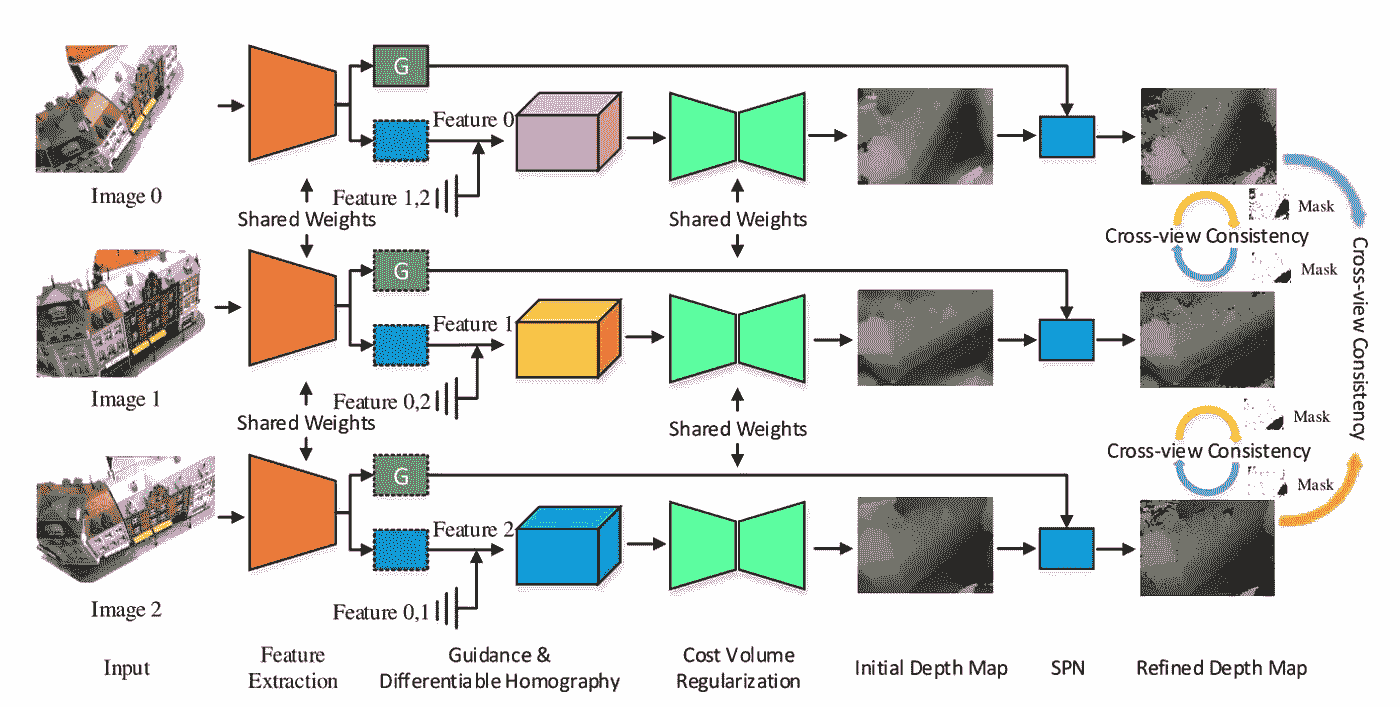 G
Feature 0
Image 0
Feature 1,2
Shared Weights
Shared Weights
Mask
Cross-view Consistency
Mask
Cross-view Consistency
G
Feature 1
Image 1
Feature 0,2
Shared Weights
Shared Weights
Mask
Cross-view Consistency
Mask
G
Feature 2
Image 2
Feature 0,1
Input
Feature
Extraction
Guidance &
Differentiable Homography
Cost Volume
Regularization
Initial Depth Map
SPN
Refined Depth Map